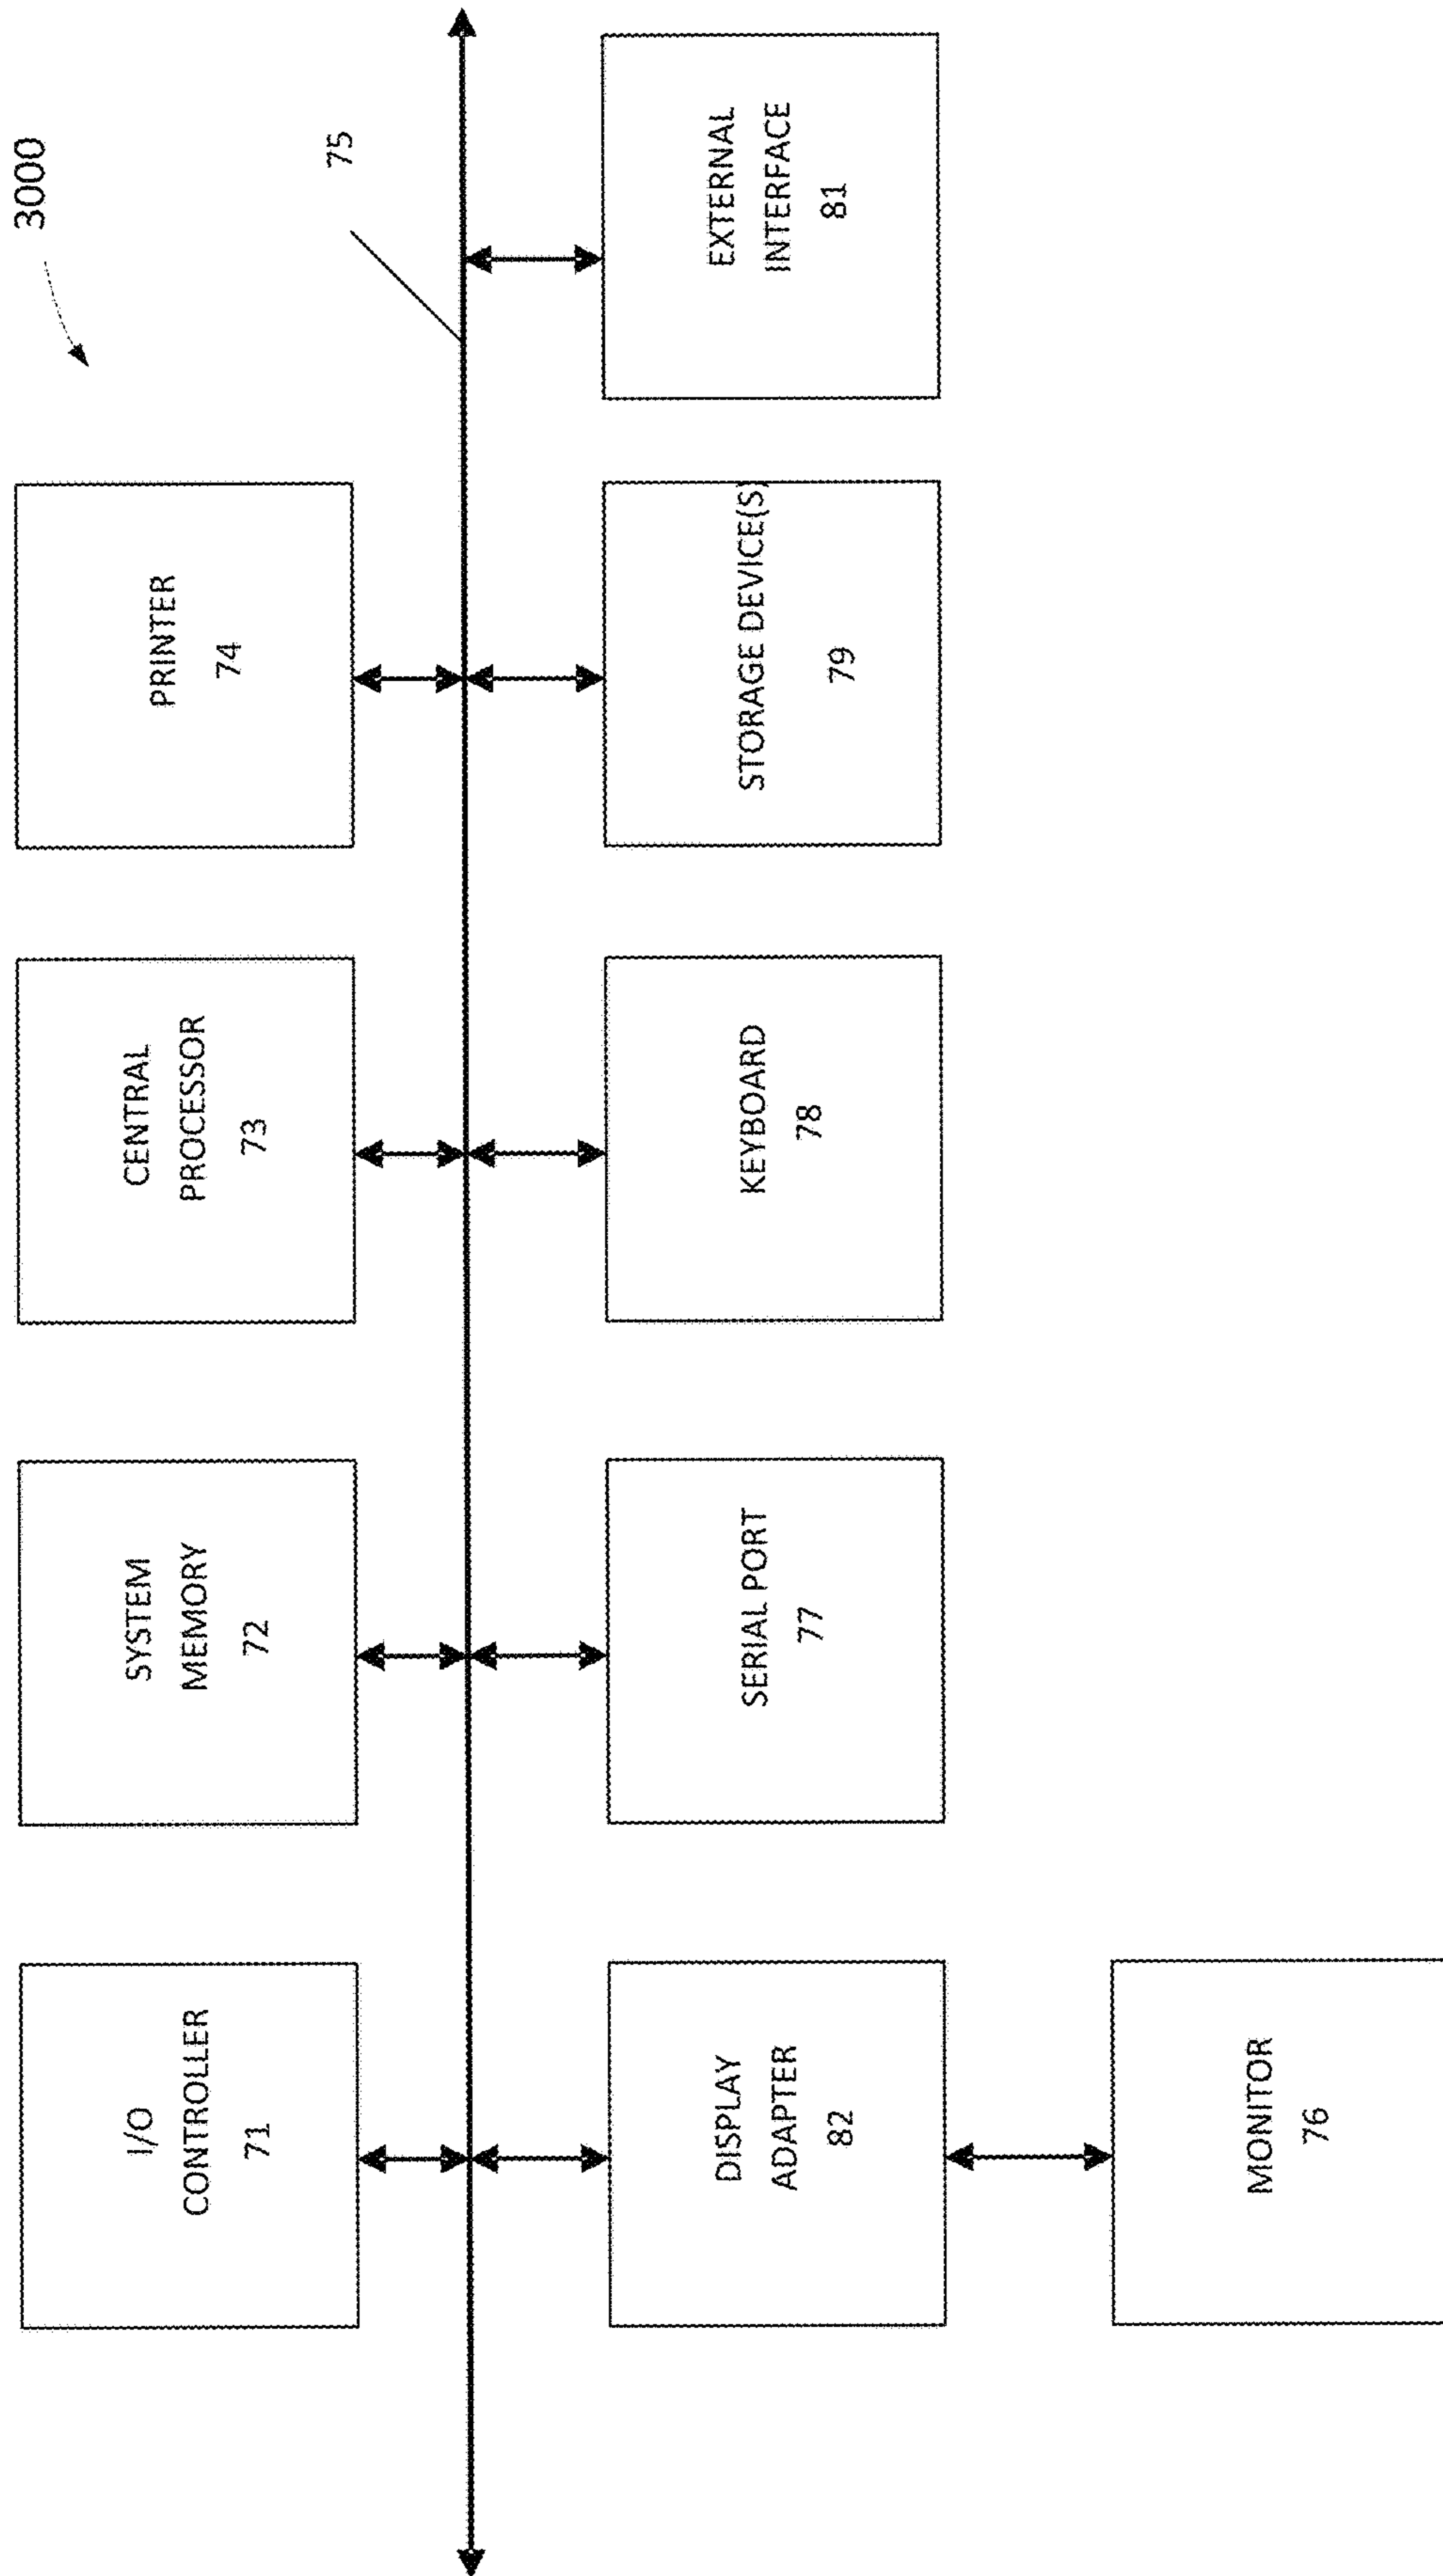 3000
75
I/O
CONTROLLER
71
SYSTEM
MEMORY
72
CENTRAL
PROCESSOR
73
PRINTER
74
DISPLAY
ADAPTER
82
SERIAL PORT
77
KEYBOARD
78
STORAGE DEVICE(S)
79
EXTERNAL
INTERFACE
81
MONITOR
76